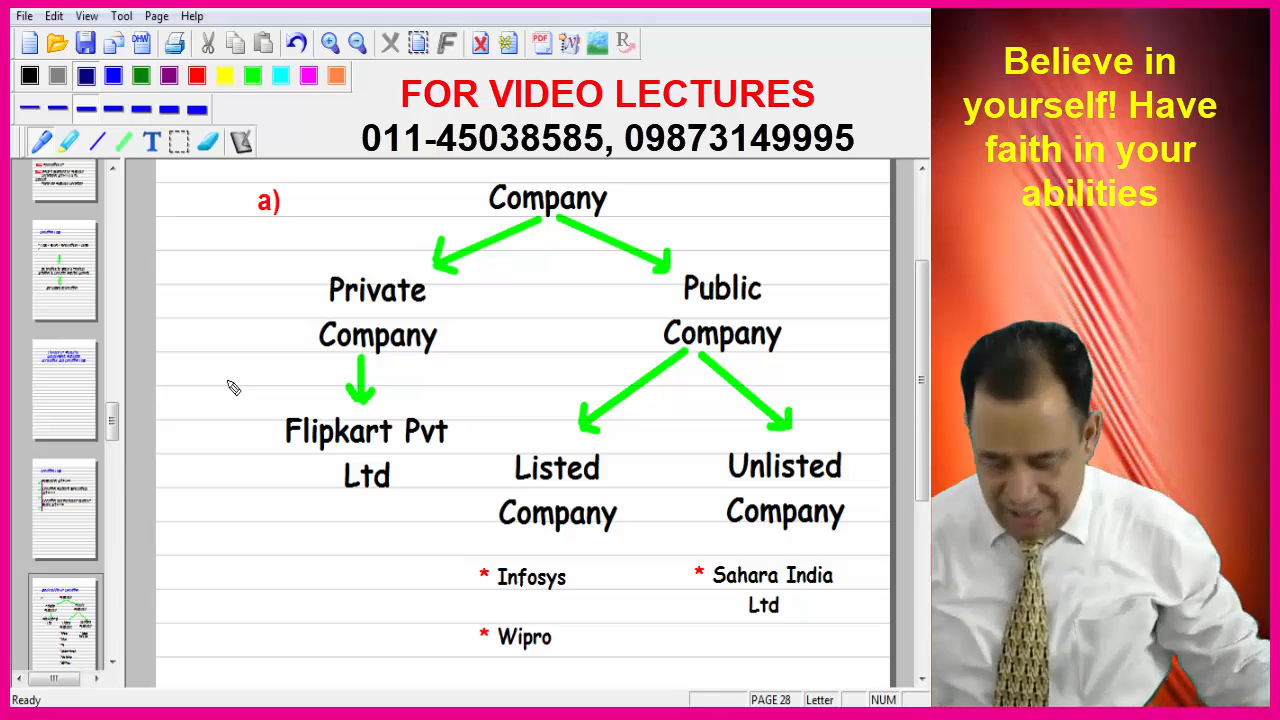 File Edit View Tool Page Help
DHW
PDF
FOR VIDEO LECTURES
011-45038585, 09873149995
Believe in
yourself! Have
faith in your
abilities
a)
Company
Private
Company
Public
Company
Flipkart Pvt
Ltd
Listed
Company
Unlisted
Company
* Infosys
* Sahara India
Ltd
* Wipro
Ready
PAGE 28 Letter NUM